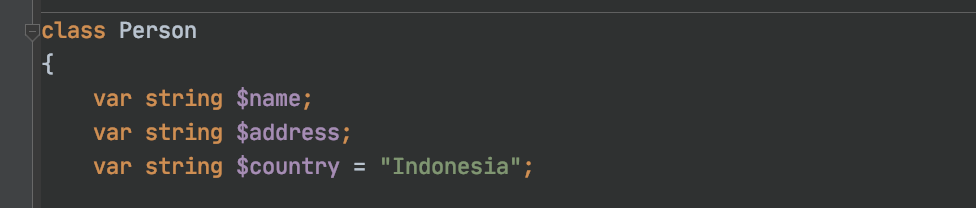 class Person
{
    var string $name;
    var string $address;
    var string $country = "Indonesia";